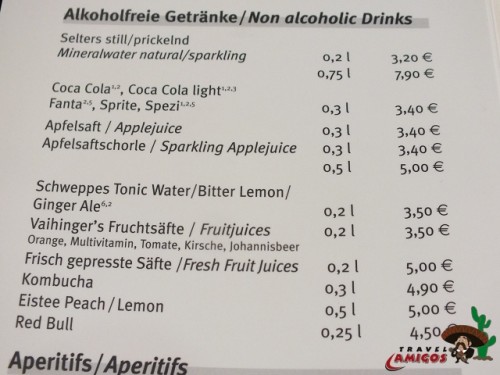 Alkoholfreie Getränke/Non alcoholic Drinks
Selters still/prickelnd
Mineralwater natural/sparkling 0,2 l 3,20 €
0,75 l 7,90 €
Coca Cola¹,², Coca Cola light¹,²,³
Fanta²,⁵, Sprite, Spezi¹,²,⁵ 0,3 l 3,40 €
Apfelsaft / Applejuice 0,3 l 3,40 €
Apfelsaftschorle / Sparkling Applejuice 0,3 l 3,40 €
0,5 l 5,00 €
Schweppes Tonic Water/Bitter Lemon/
Ginger Ale⁶,² 0,2 l 3,50 €
Vaihinger's Fruchtsäfte / Fruitjuices 0,2 l 3,50 €
Orange, Multivitamin, Tomate, Kirsche, Johannisbeer
Frisch gepresste Säfte /Fresh Fruit Juices 0,2 l 5,00 €
Kombucha 0,3 l 4,90 €
Eistee Peach / Lemon 0,5 l 5,00 €
Red Bull 0,25 l 4,50
TRAVEL
AMIGOS
Aperitifs/Aperitifs